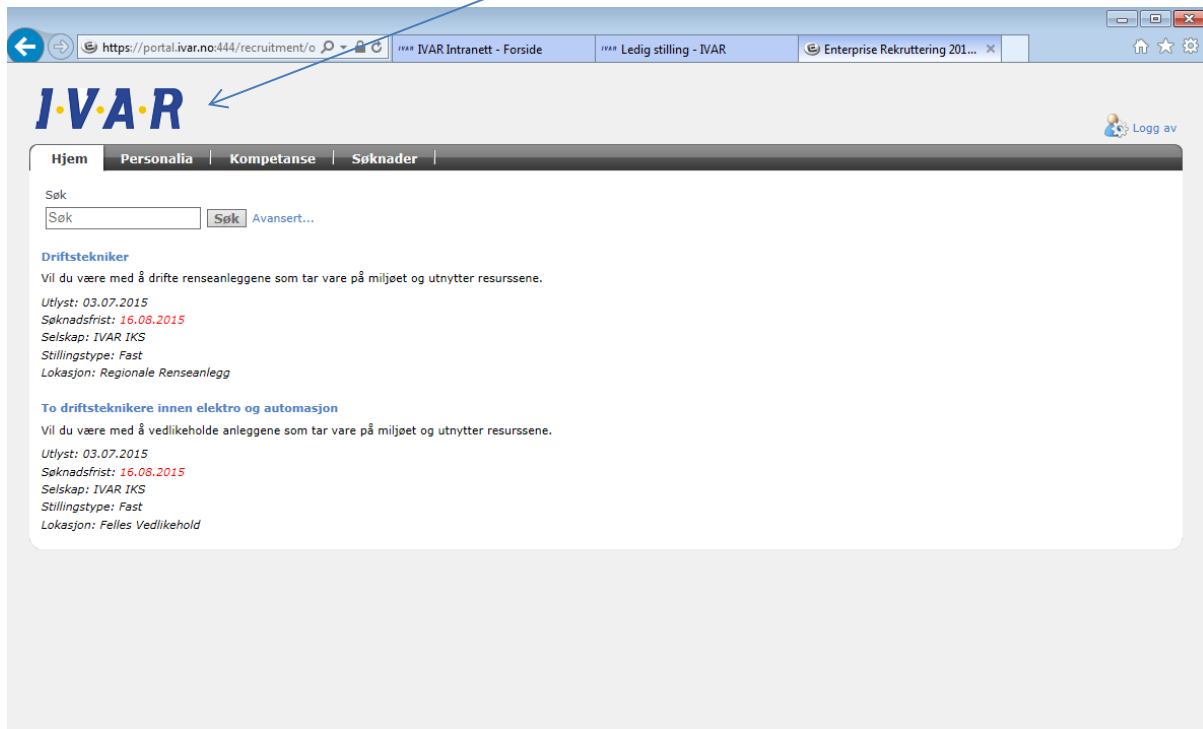 https://portal.ivar.no:444/recruitment/o
IVAR IVAR Intranett - Forside
IVAR Ledig stilling - IVAR
Enterprise Rekruttering 201...
I·V·A·R
Logg av
Hjem Personalia Kompetanse Søknader
Søk
Søk Søk Avansert...
Driftstekniker
Vil du være med å drifte renseanleggene som tar vare på miljøet og utnytter resurssene.
Utlyst: 03.07.2015
Søknadsfrist: 16.08.2015
Selskap: IVAR IKS
Stillingstype: Fast
Lokasjon: Regionale Renseanlegg
To driftsteknikere innen elektro og automasjon
Vil du være med å vedlikeholde anleggene som tar vare på miljøet og utnytter resurssene.
Utlyst: 03.07.2015
Søknadsfrist: 16.08.2015
Selskap: IVAR IKS
Stillingstype: Fast
Lokasjon: Felles Vedlikehold